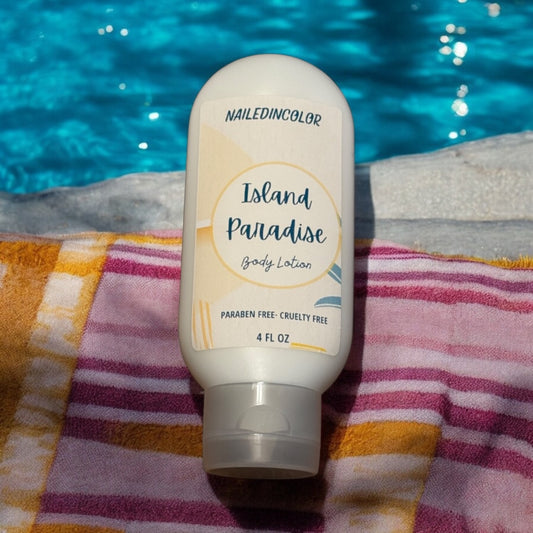 NAILEDINCOLOR
Island
Paradise
Body Lotion
PARABEN FREE- CRUELTY FREE
4 FL OZ